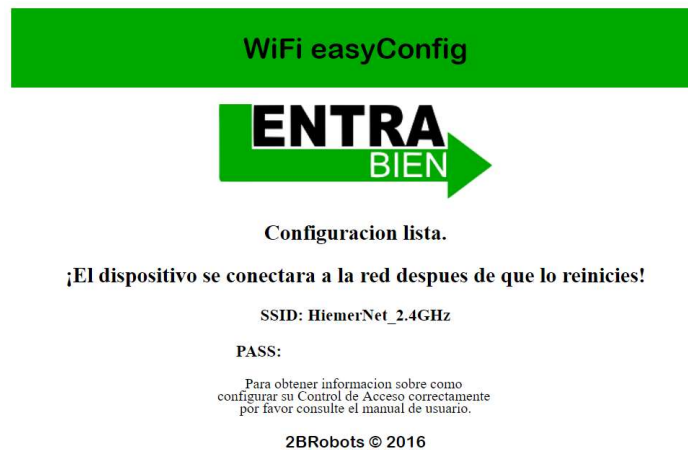 WiFi easyConfig
ENTRA
BIEN
Configuracion lista.
¡El dispositivo se conectara a la red despues de que lo reinicies!
SSID: HiemerNet_2.4GHz
PASS:
Para obtener informacion sobre como
configurar su Control de Acceso correctamente
por favor consulte el manual de usuario.
2BRobots © 2016